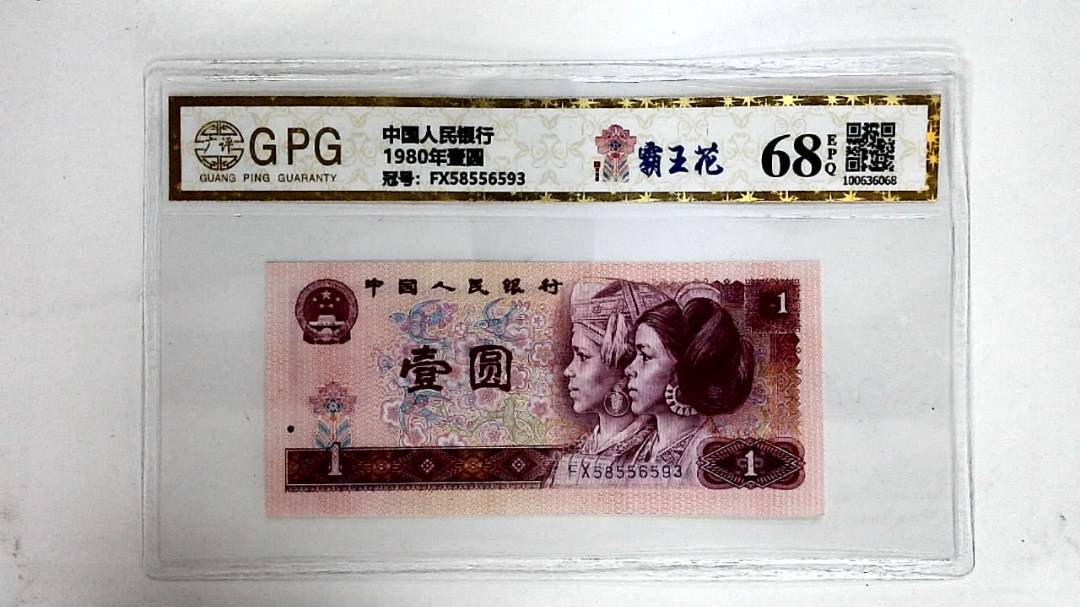 广评
GPG
GUANG PING GUARANTY
中国人民银行
1980年壹圆
冠号：FX58556593
霸王花
68
EPQ
100636068
中国人民银行
1
壹圆
1
FX58556593
1